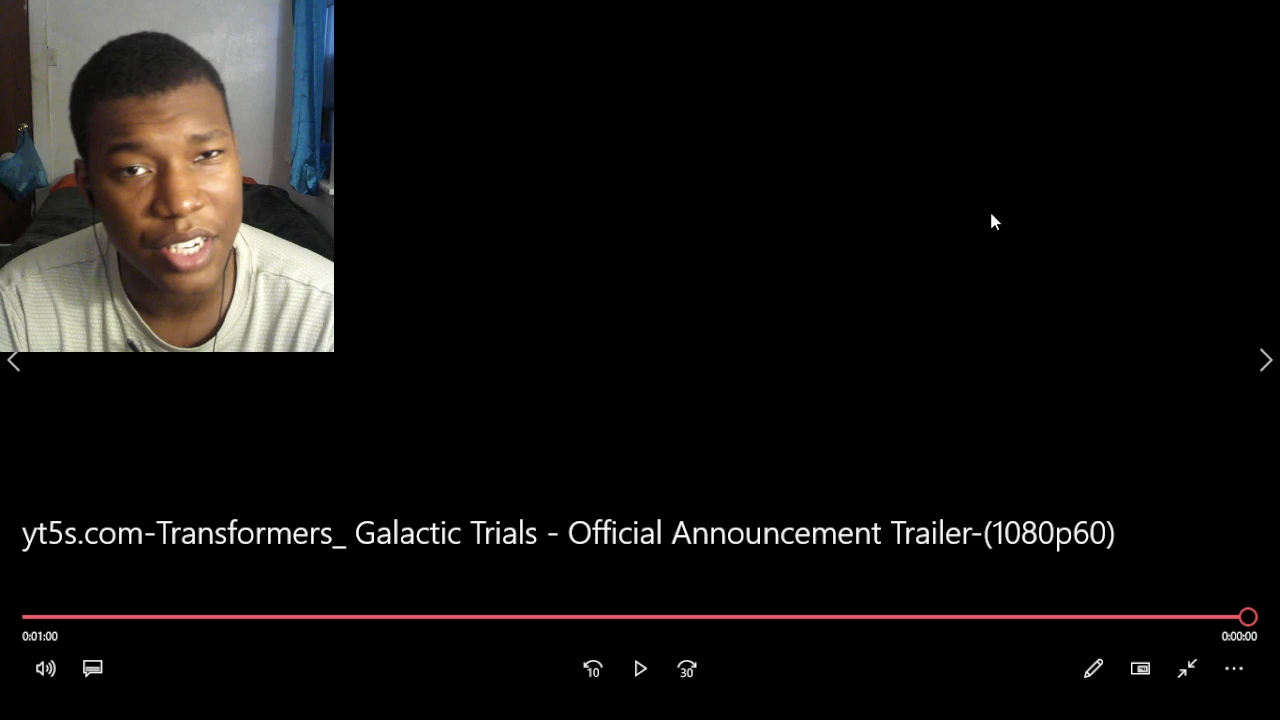 yt5s.com-Transformers_ Galactic Trials - Official Announcement Trailer-(1080p60)
0:01:00
0:00:00
10
30